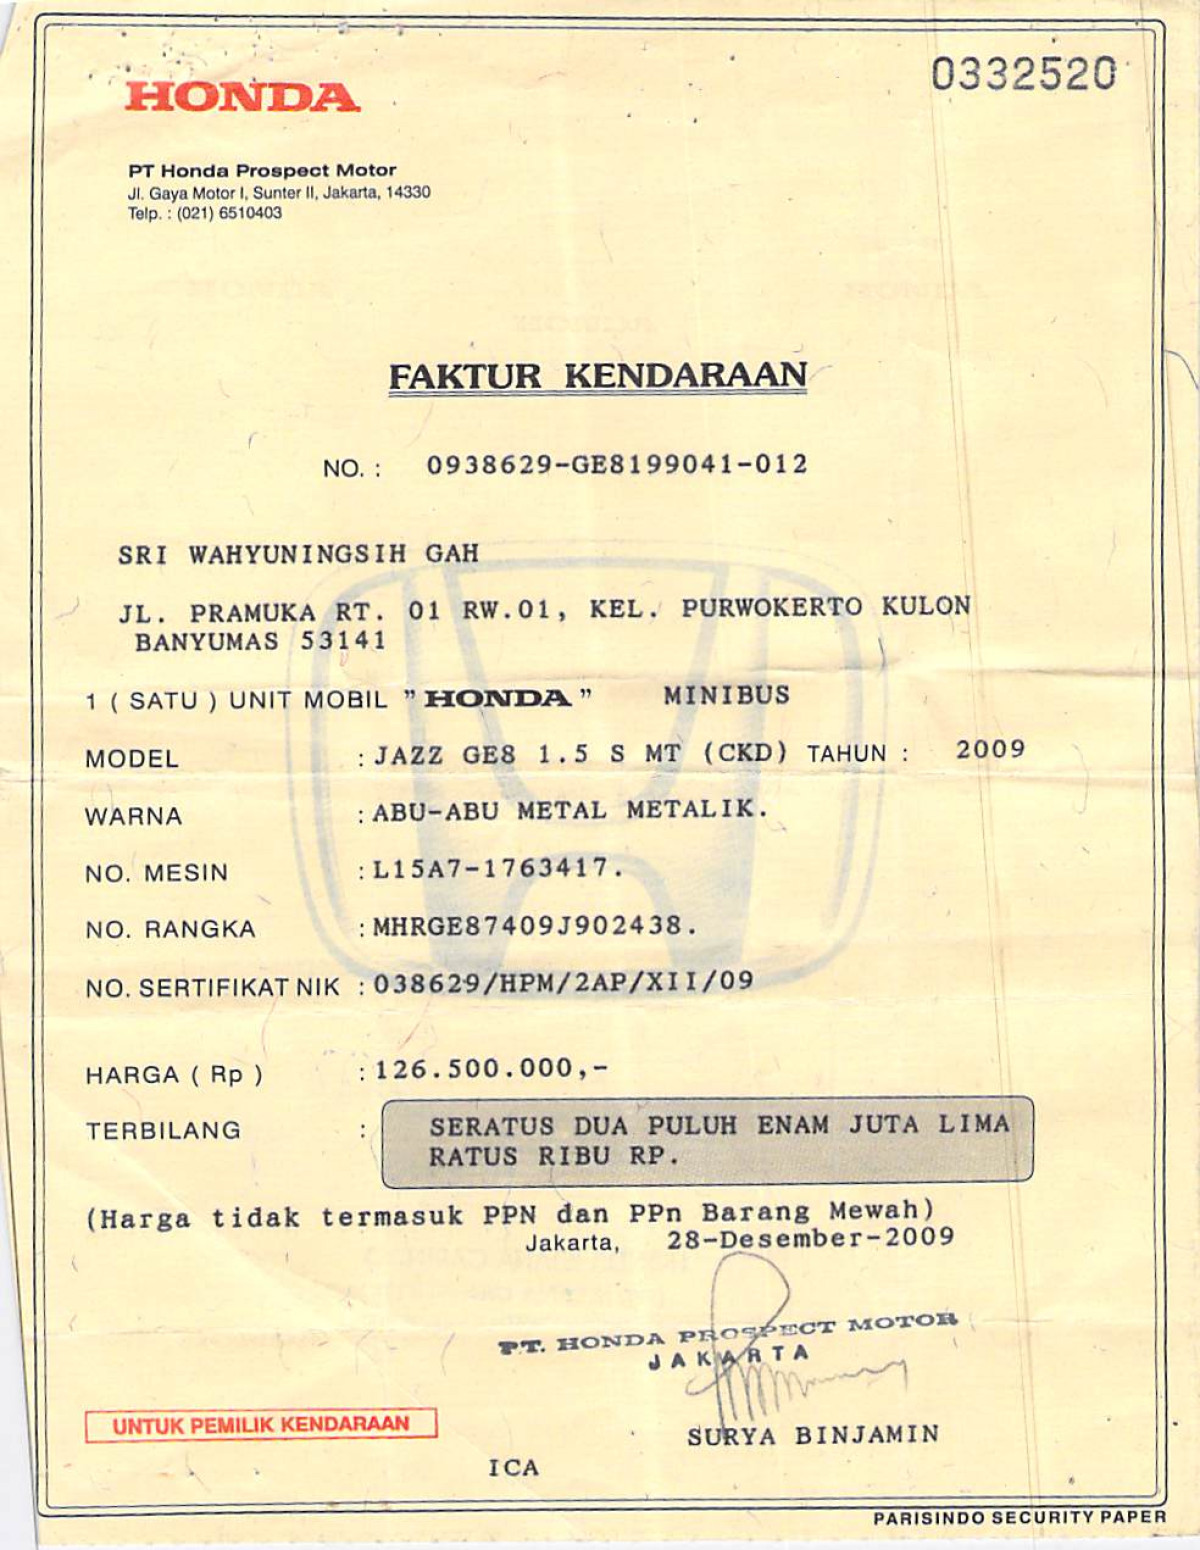 0332520
HONDA
PT Honda Prospect Motor
Jl. Gaya Motor I, Sunter II, Jakarta, 14330
Telp. : (021) 6510403
FAKTUR KENDARAAN
NO. : 0938629-GE8199041-012
SRI WAHYUNINGSIH GAH
JL. PRAMUKA RT. 01 RW.01, KEL. PURWOKERTO KULON
BANYUMAS 53141
1 ( SATU ) UNIT MOBIL " HONDA " MINIBUS
MODEL : JAZZ GE8 1.5 S MT (CKD) TAHUN : 2009
WARNA : ABU-ABU METAL METALIK.
NO. MESIN : L15A7-1763417.
NO. RANGKA : MHRGE87409J902438.
NO. SERTIFIKAT NIK : 038629/HPM/2AP/XII/09
HARGA ( Rp ) : 126.500.000,-
TERBILANG : SERATUS DUA PULUH ENAM JUTA LIMA
RATUS RIBU RP.
(Harga tidak termasuk PPN dan PPn Barang Mewah)
Jakarta, 28-Desember-2009
PT. HONDA PROSPECT MOTOR
JAKARTA
UNTUK PEMILIK KENDARAAN
SURYA BINJAMIN
ICA
PARISINDO SECURITY PAPER